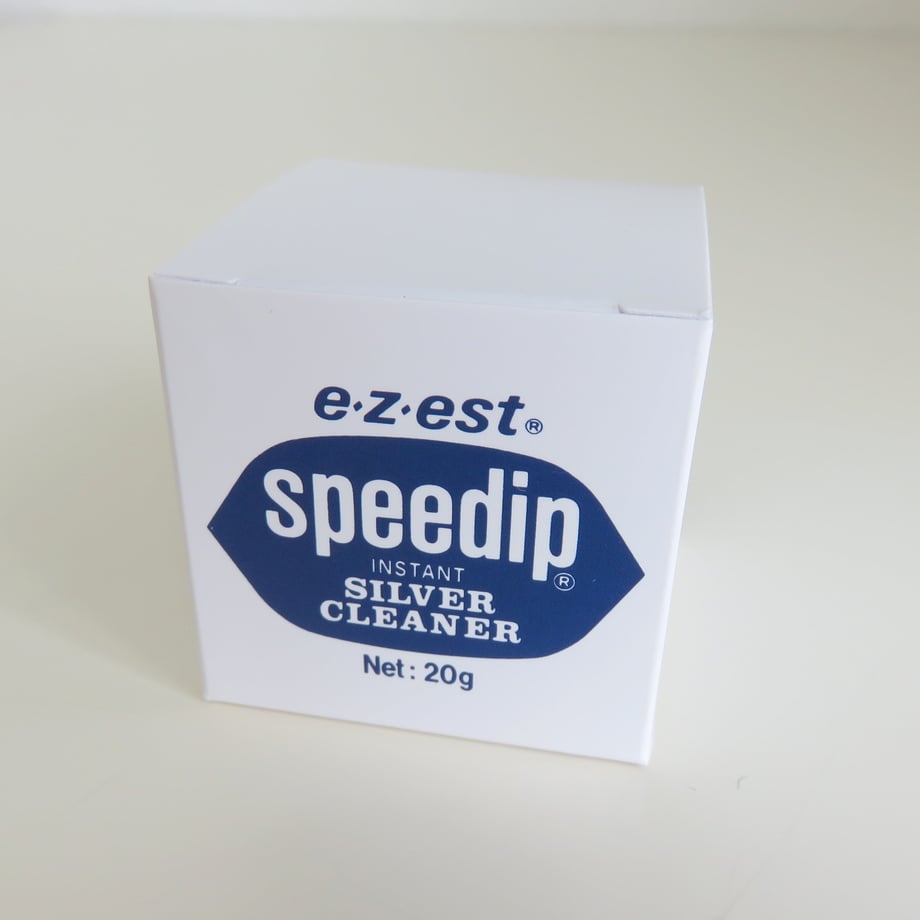 e·z·est®
speedip®
INSTANT
SILVER
CLEANER
Net: 20g